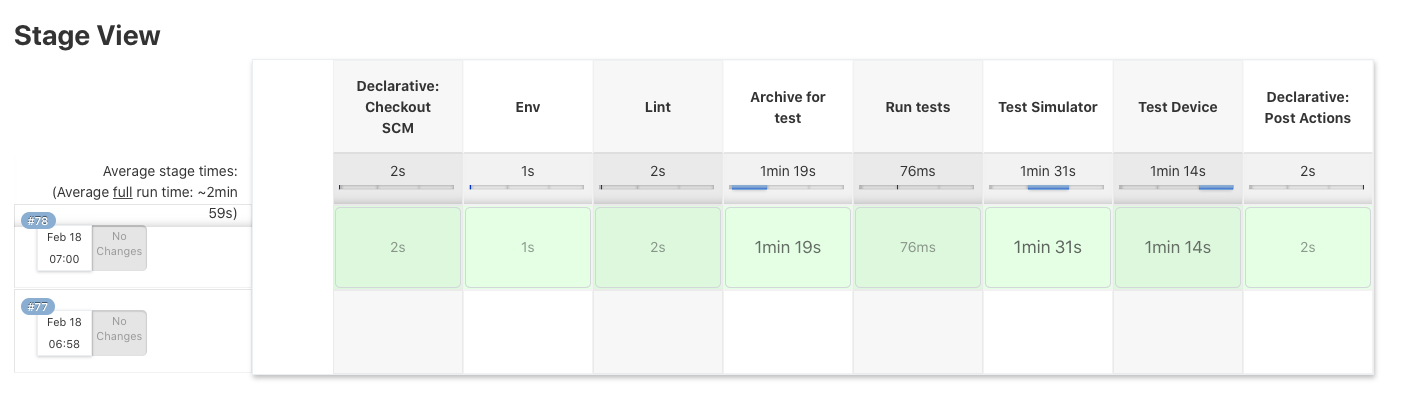 Stage View
Declarative:
Checkout
SCM
Env
Lint
Archive for
test
Run tests
Test Simulator
Test Device
Declarative:
Post Actions
Average stage times:
(Average full run time: ~2min
59s)
2s
1s
2s
1min 19s
76ms
1min 31s
1min 14s
2s
#78
Feb 18
07:00
No
Changes
2s
1s
2s
1min 19s
76ms
1min 31s
1min 14s
2s
#77
Feb 18
06:58
No
Changes